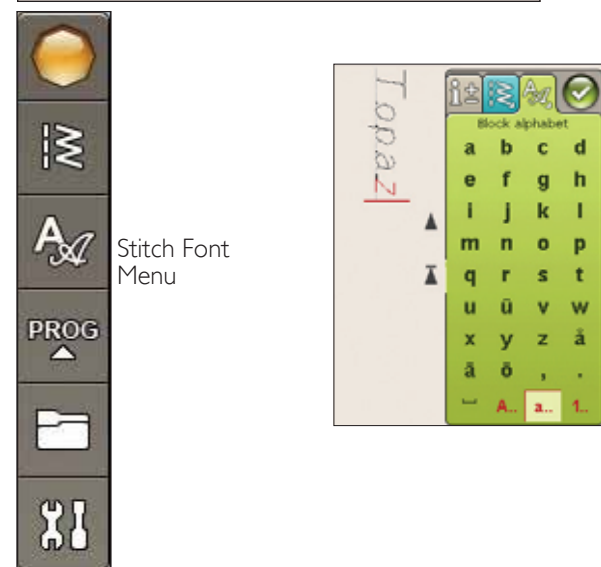 Stitch Font
Menu
PROG
Topaz
Block alphabet
a b c d
e f g h
i j k l
m n o p
q r s t
u ü v w
x y z å
ä ö , .
A.. a.. 1..